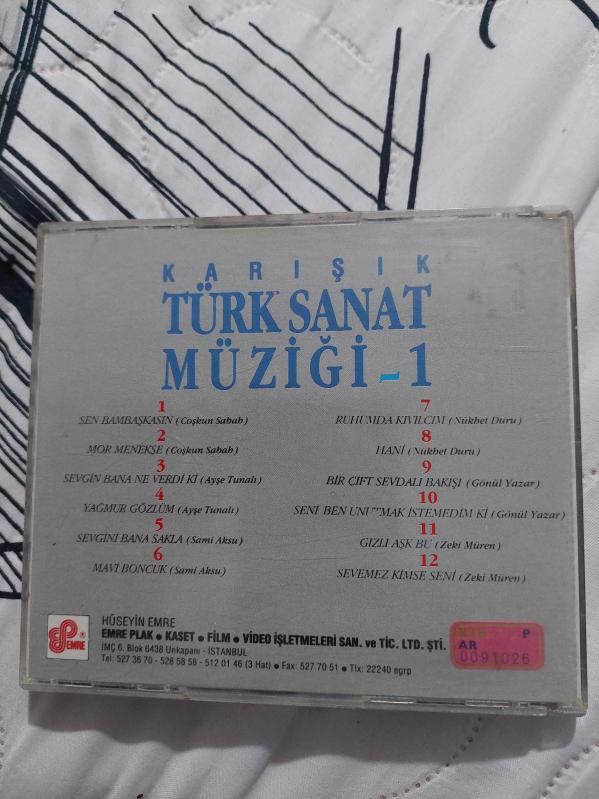 KARIŞIK
TÜRK SANAT
MÜZİĞİ-1
1
SEN BAMBAŞKASIN (Coşkun Sabah)
2
MOR MENEKŞE (Coşkun Sabah)
3
SEVGİN BANA NE VERDİ Kİ (Ayşe Tunalı)
4
YAĞMUR GÖZLÜM (Ayşe Tunalı)
5
SEVGİNİ BANA SAKLA (Sami Aksu)
6
MAVİ BONCUK (Sami Aksu)
7
RUHUMDA KIVILCIM (Nükhet Duru)
8
HANİ (Nükhet Duru)
9
BİR ÇİFT SEVDALI BAKIŞI (Gönül Yazar)
10
SENİ BEN İSTEMEDİM Kİ (Gönül Yazar)
11
GİZLİ AŞK BU (Zeki Müren)
12
SEVEMEZ KİMSE SENİ (Zeki Müren)
EMRE
HÜSEYİN EMRE
EMRE PLAK • KASET • FİLM • VİDEO İŞLETMELERİ SAN. ve TİC. LTD. ŞTİ.
İMÇ 6. Blok 6438 Unkapanı - İSTANBUL
Tel: 527 36 70 - 526 58 58 - 512 01 46 (3 Hat) • Fax: 527 70 51 • Tlx: 22240 egrp
P
AR
0091026